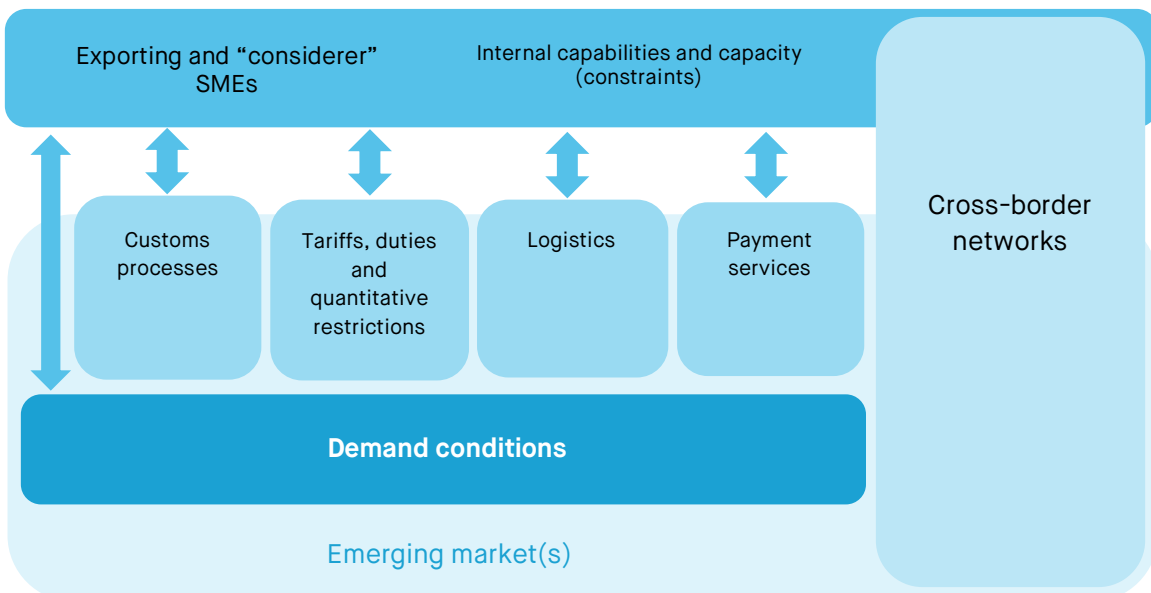 Exporting and “considerer”
SMEs
Internal capabilities and capacity
(constraints)
Cross-border
networks
Customs
processes
Tariffs, duties
and
quantitative
restrictions
Logistics
Payment
services
Demand conditions
Emerging market(s)